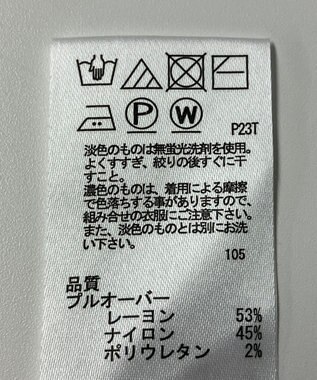 P W P23T
淡色のものは無蛍光洗剤を使用。
よくすすぎ、絞りの後すぐに干
すこと。
濃色のものは、着用による摩擦
で色落ちする事がありますので、
組み合せの衣服にご注意下さい。
また、淡色のものとは別にお洗
い下さい。
105
品質
プルオーバー
レーヨン 53%
ナイロン 45%
ポリウレタン 2%